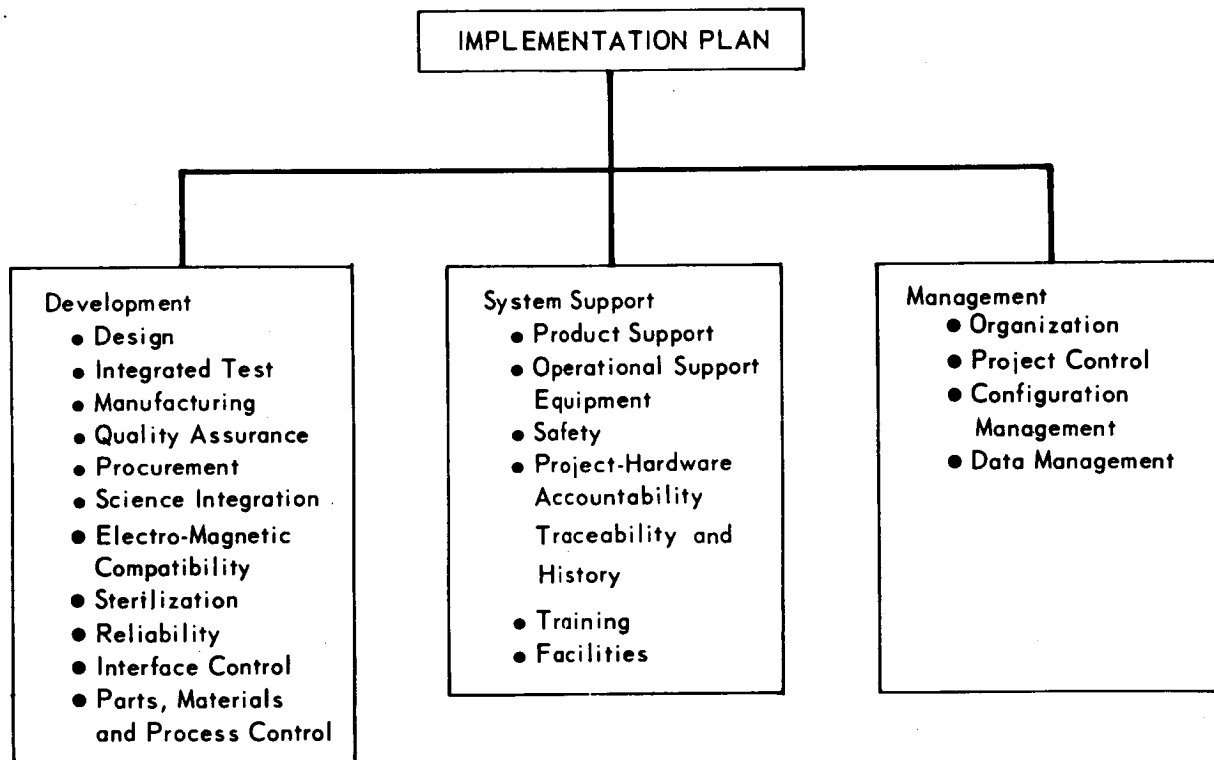 IMPLEMENTATION PLAN
Development
● Design
● Integrated Test
● Manufacturing
● Quality Assurance
● Procurement
● Science Integration
● Electro-Magnetic
Compatibility
● Sterilization
● Reliability
● Interface Control
● Parts, Materials
and Process Control
System Support
● Product Support
● Operational Support
Equipment
● Safety
● Project-Hardware
Accountability
Traceability and
History
● Training
● Facilities
Management
● Organization
● Project Control
● Configuration
Management
● Data Management